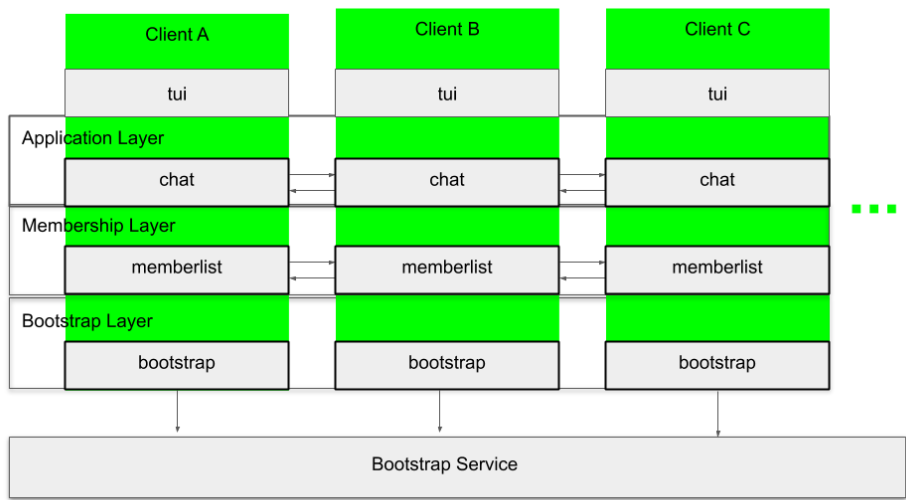 Client A
Client B
Client C
tui
tui
tui
Application Layer
chat
chat
chat
Membership Layer
memberlist
memberlist
memberlist
Bootstrap Layer
bootstrap
bootstrap
bootstrap
Bootstrap Service